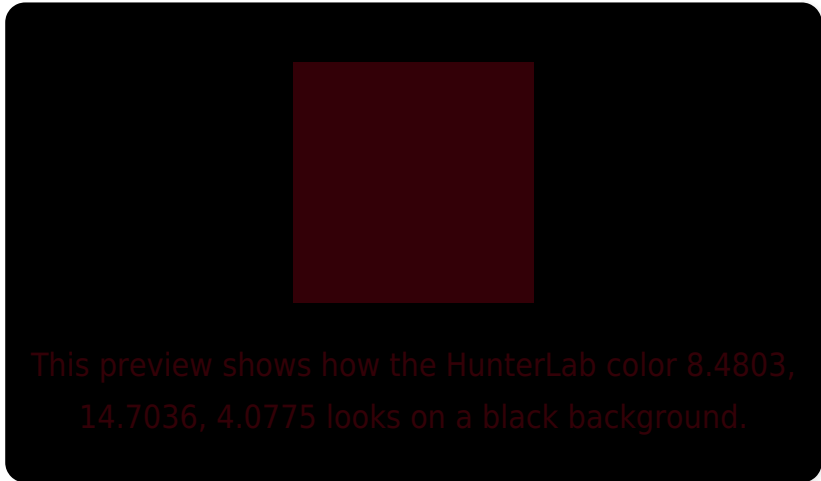 This preview shows how the HunterLab color 8.4803,
14.7036, 4.0775 looks on a black background.